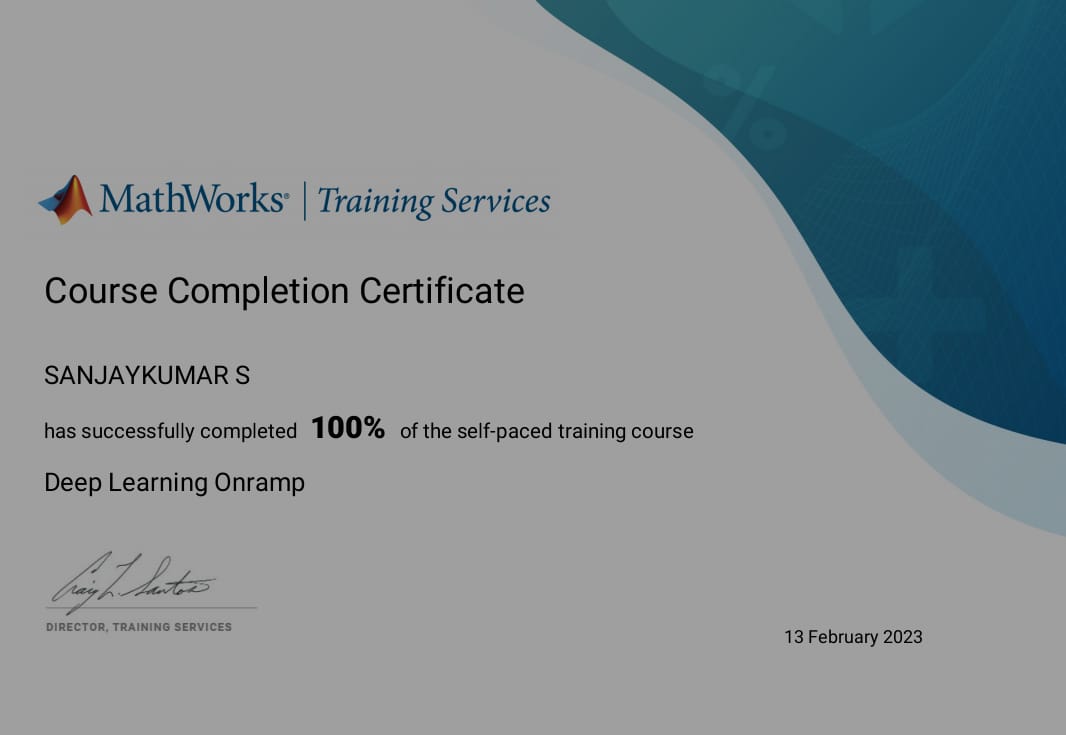 MathWorks® | Training Services
Course Completion Certificate
SANJAYKUMAR S
has successfully completed 100% of the self-paced training course
Deep Learning Onramp
Craig L. Santos
DIRECTOR, TRAINING SERVICES
13 February 2023
%